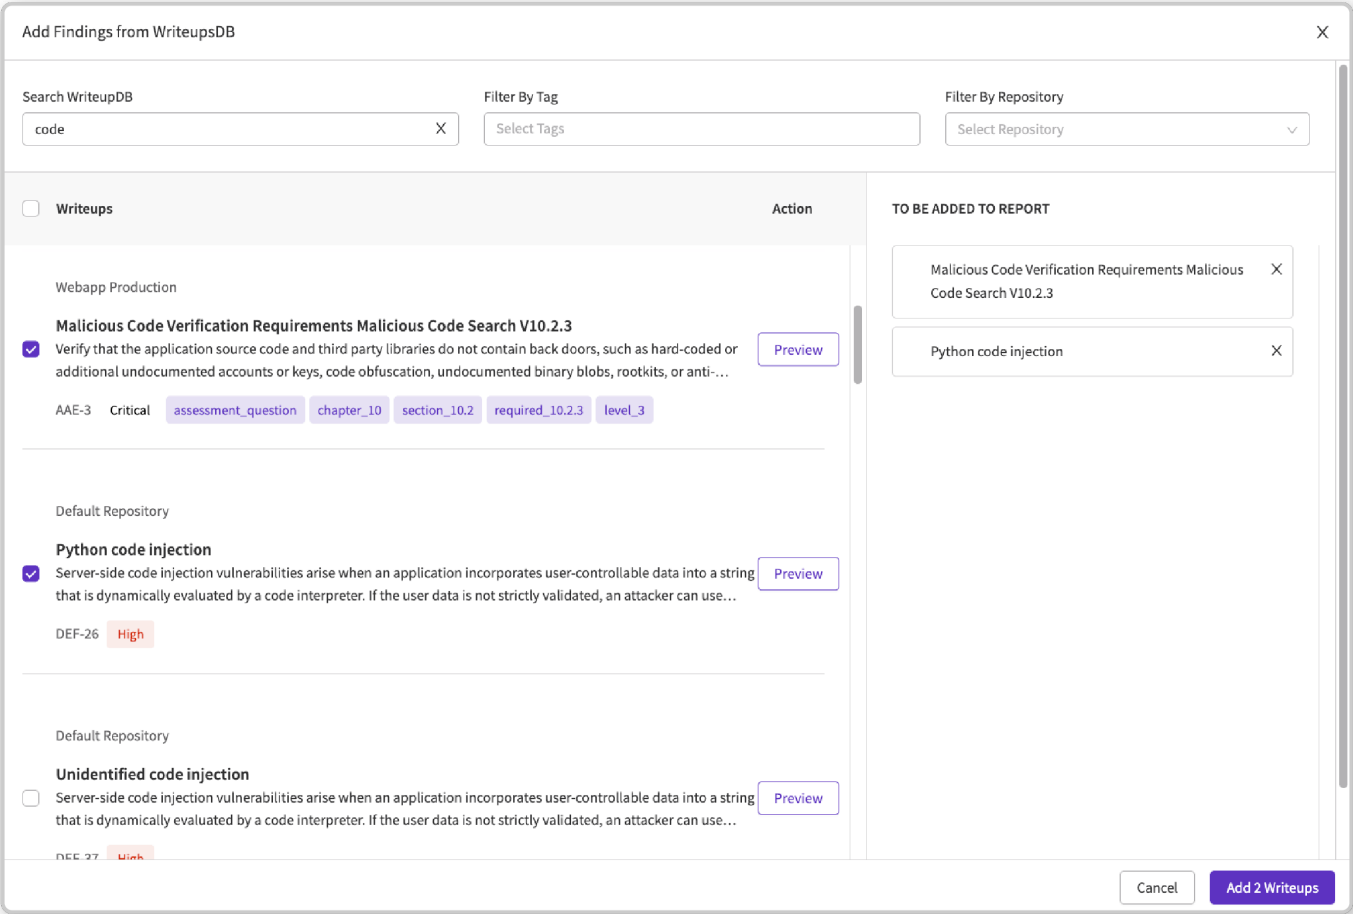 Add Findings from WriteupsDB
X
Search WriteupDB
Filter By Tag
Filter By Repository
code
X
Select Tags
Select Repository
Writeups
Action
TO BE ADDED TO REPORT
Webapp Production
Malicious Code Verification Requirements Malicious Code Search V10.2.3
Verify that the application source code and third party libraries do not contain back doors, such as hard-coded or
additional undocumented accounts or keys, code obfuscation, undocumented binary blobs, rootkits, or anti-...
Preview
AAE-3 Critical assessment_question chapter_10 section_10.2 required_10.2.3 level_3
Default Repository
Python code injection
Server-side code injection vulnerabilities arise when an application incorporates user-controllable data into a string
that is dynamically evaluated by a code interpreter. If the user data is not strictly validated, an attacker can use...
Preview
DEF-26 High
Default Repository
Unidentified code injection
Server-side code injection vulnerabilities arise when an application incorporates user-controllable data into a string
that is dynamically evaluated by a code interpreter. If the user data is not strictly validated, an attacker can use...
Preview
DEF-37 High
Malicious Code Verification Requirements Malicious
Code Search V10.2.3
X
Python code injection
X
Cancel
Add 2 Writeups